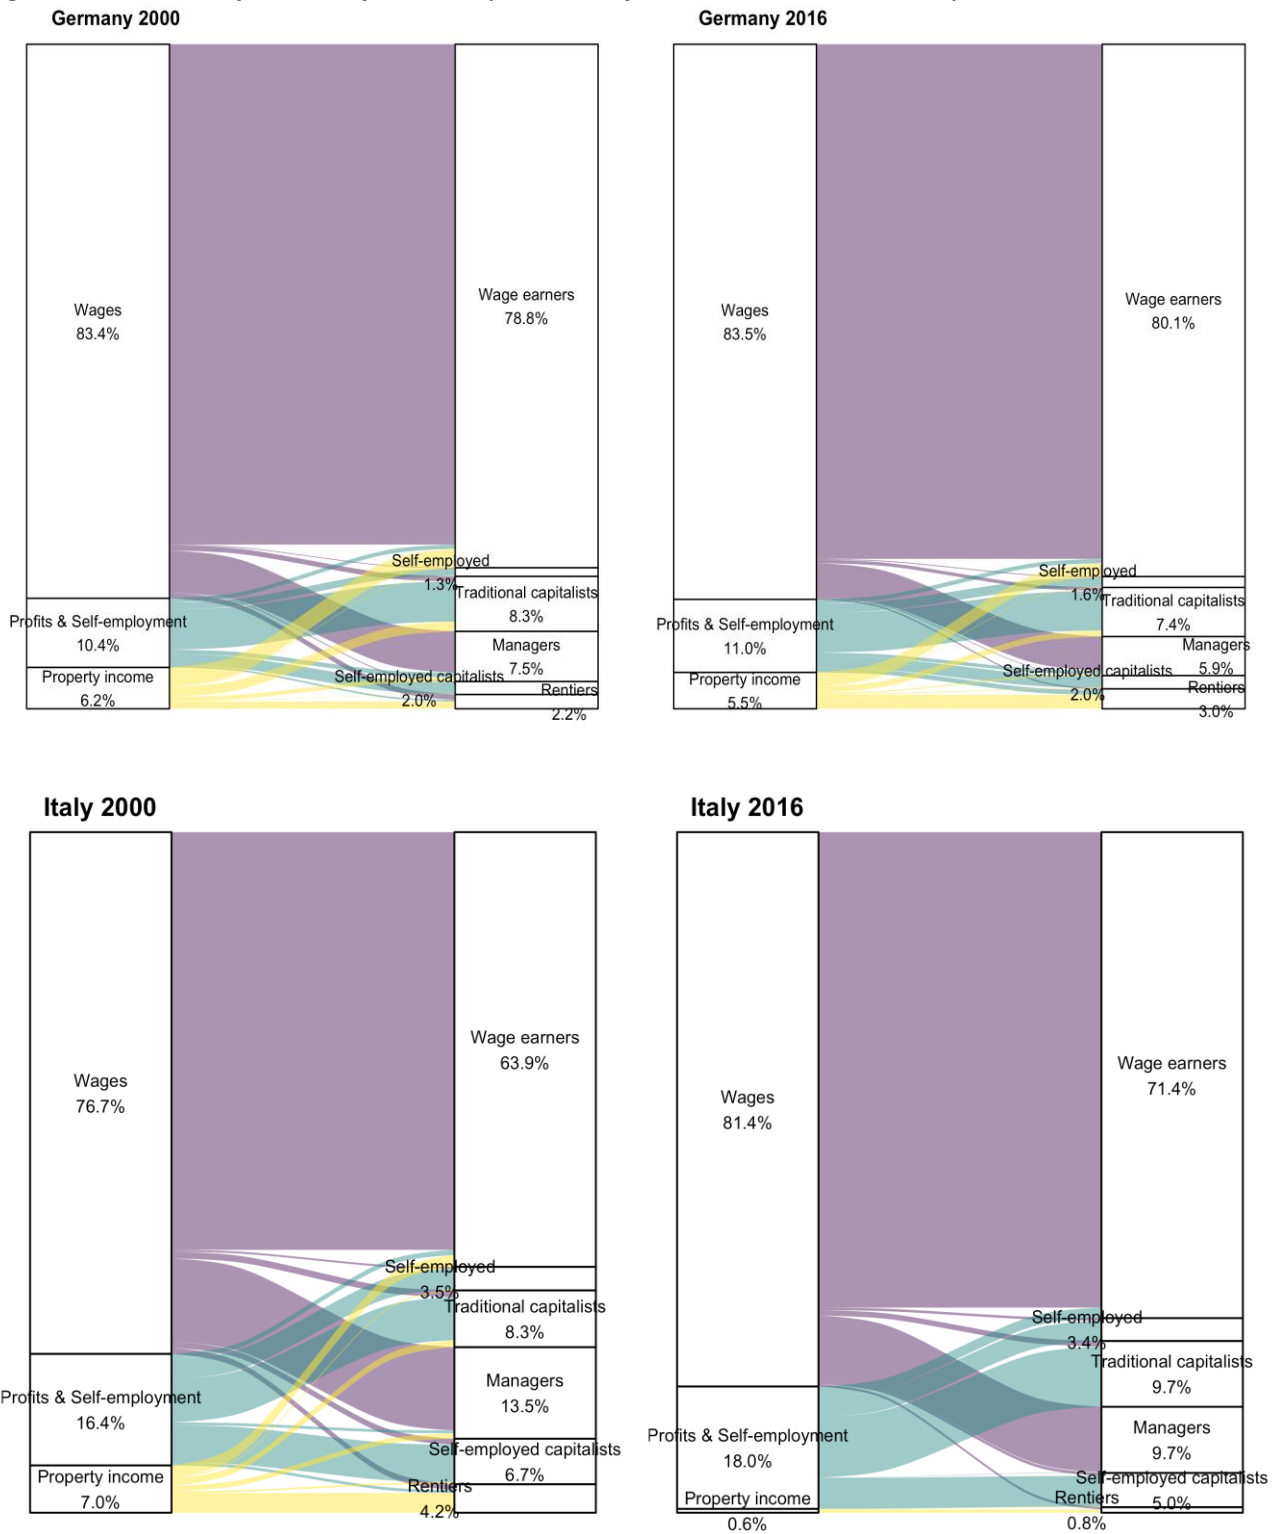 Germany 2000
Wages
83.4%
Profits & Self-employment
10.4%
Property income
6.2%
Wage earners
78.8%
Self-employed
1.3%
Traditional capitalists
8.3%
Managers
7.5%
Self-employed capitalists
2.0%
Rentiers
2.2%
Germany 2016
Wages
83.5%
Profits & Self-employment
11.0%
Property income
5.5%
Wage earners
80.1%
Self-employed
1.6%
Traditional capitalists
7.4%
Managers
5.9%
Self-employed capitalists
2.0%
Rentiers
3.0%
Italy 2000
Wages
76.7%
Profits & Self-employment
16.4%
Property income
7.0%
Wage earners
63.9%
Self-employed
3.5%
Traditional capitalists
8.3%
Managers
13.5%
Self-employed capitalists
6.7%
Rentiers
4.2%
Italy 2016
Wages
81.4%
Profits & Self-employment
18.0%
Property income
0.6%
Wage earners
71.4%
Self-employed
3.4%
Traditional capitalists
9.7%
Managers
9.7%
Self-employed capitalists
5.0%
Rentiers
0.8%